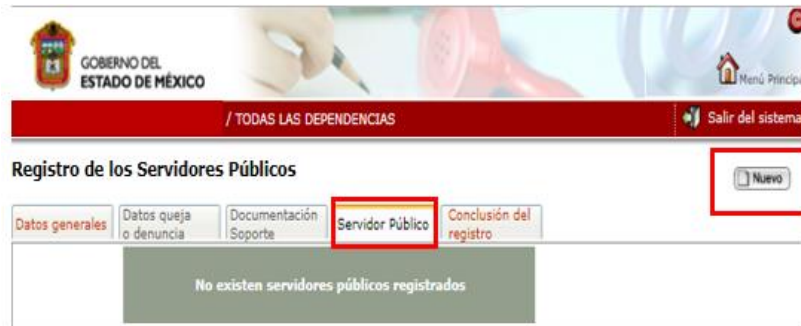 GOBIERNO DEL
ESTADO DE MÉXICO
Menú Principa
/ TODAS LAS DEPENDENCIAS
Salir del sistema
Registro de los Servidores Públicos
Nuevo
Datos generales
Datos queja
o denuncia
Documentación
Soporte
Servidor Público
Conclusión del
registro
No existen servidores públicos registrados